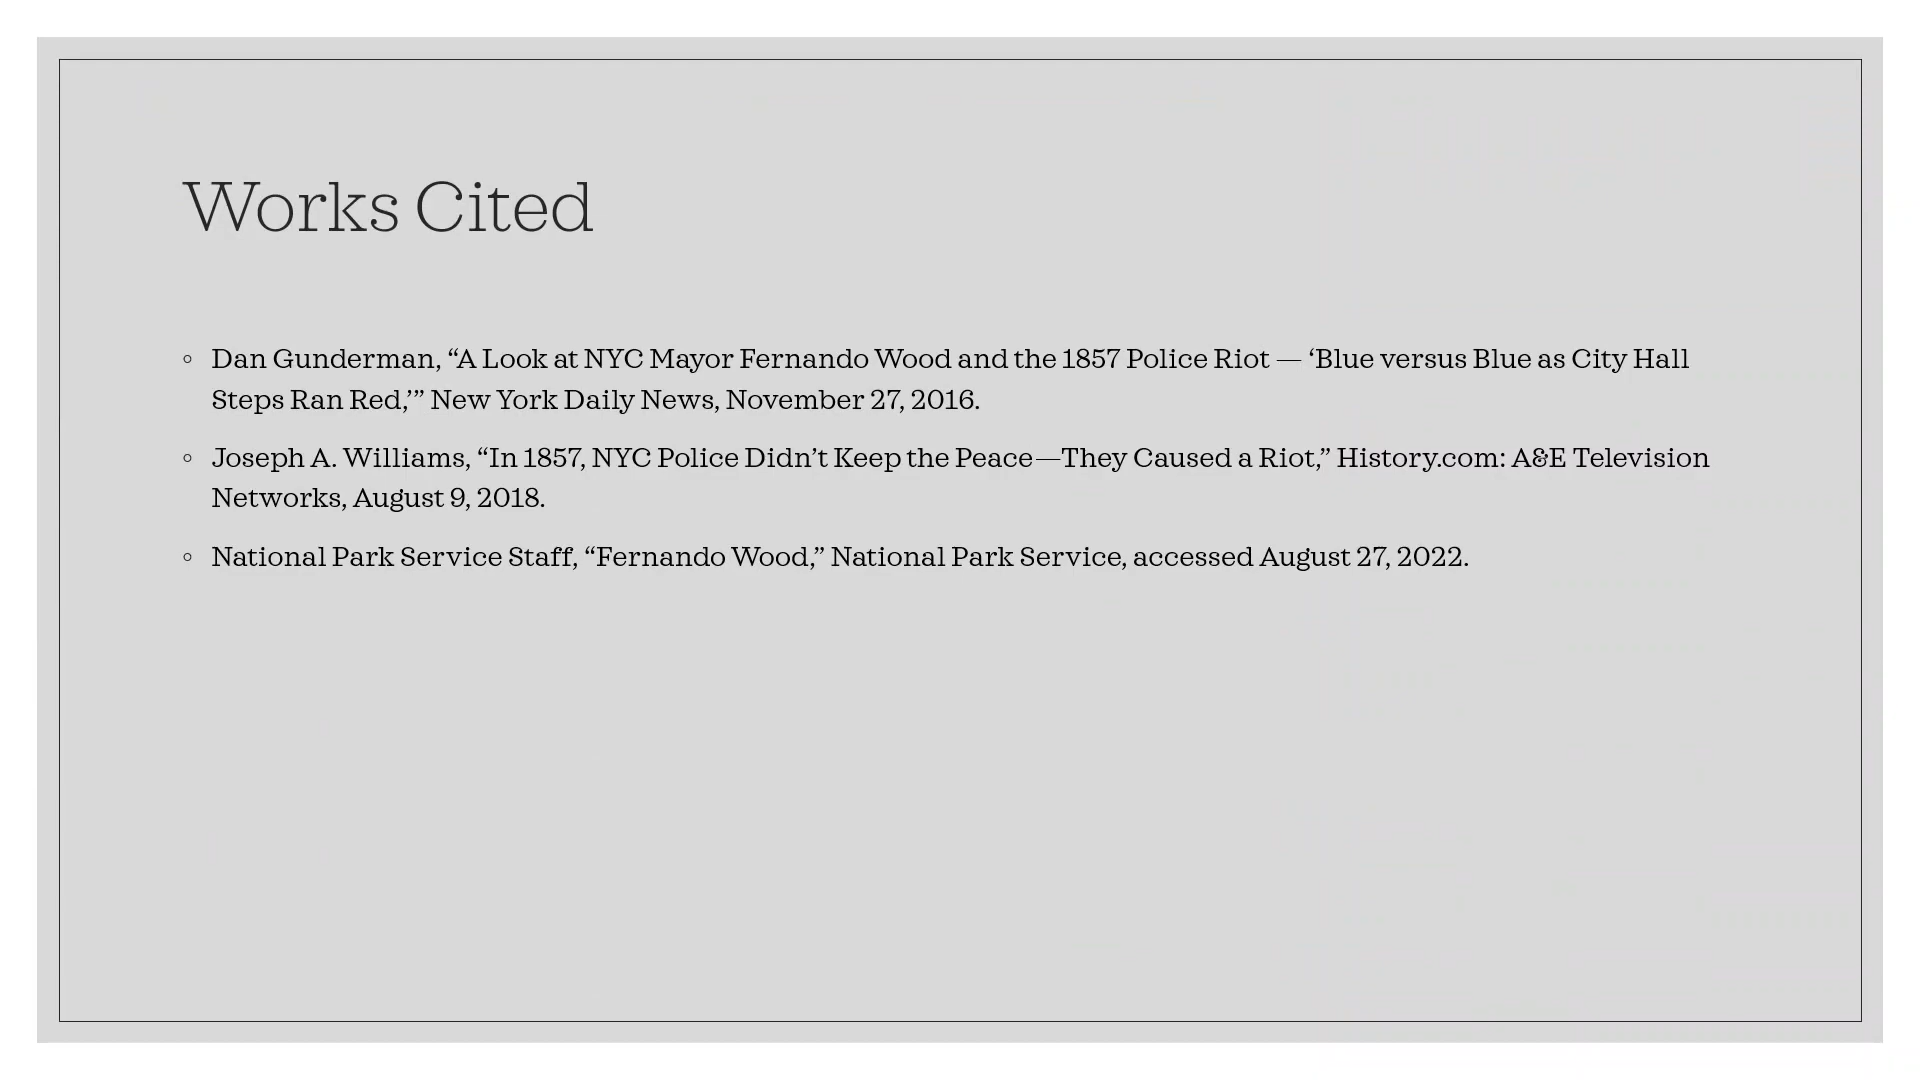 Works Cited
◦ Dan Gunderman, “A Look at NYC Mayor Fernando Wood and the 1857 Police Riot — ‘Blue versus Blue as City Hall
Steps Ran Red,’” New York Daily News, November 27, 2016.
◦ Joseph A. Williams, “In 1857, NYC Police Didn’t Keep the Peace—They Caused a Riot,” History.com: A&E Television
Networks, August 9, 2018.
◦ National Park Service Staff, “Fernando Wood,” National Park Service, accessed August 27, 2022.